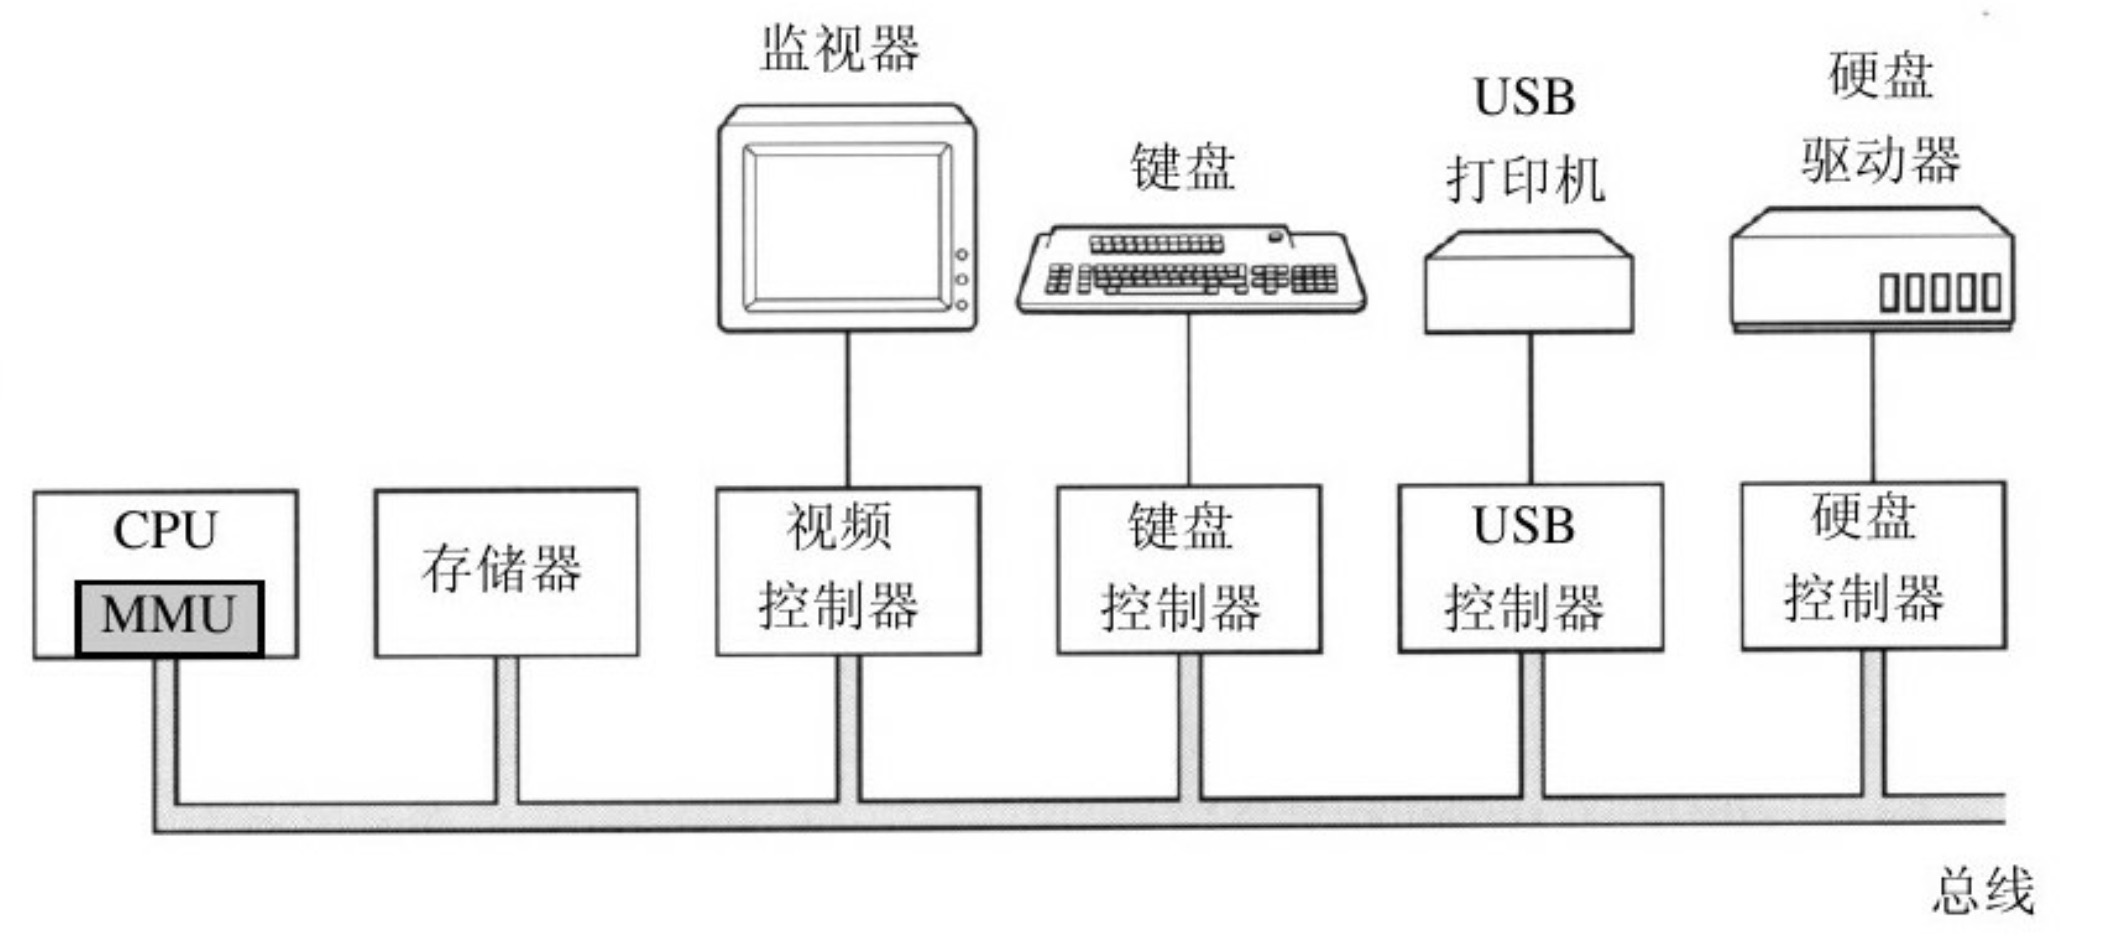 监视器
键盘
USB
打印机
硬盘
驱动器
CPU
MMU
存储器
视频
控制器
键盘
控制器
USB
控制器
硬盘
控制器
总线